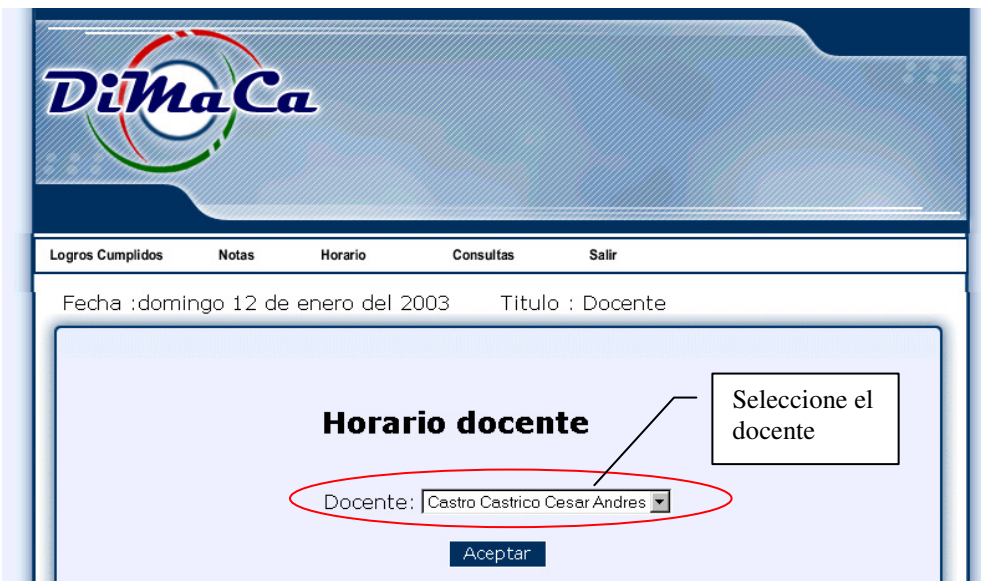 DiMaCa
Logros Cumplidos Notas Horario Consultas Salir
Fecha :domingo 12 de enero del 2003 Titulo : Docente
Horario docente
Seleccione el
docente
Docente: Castro Castrico Cesar Andres
Aceptar